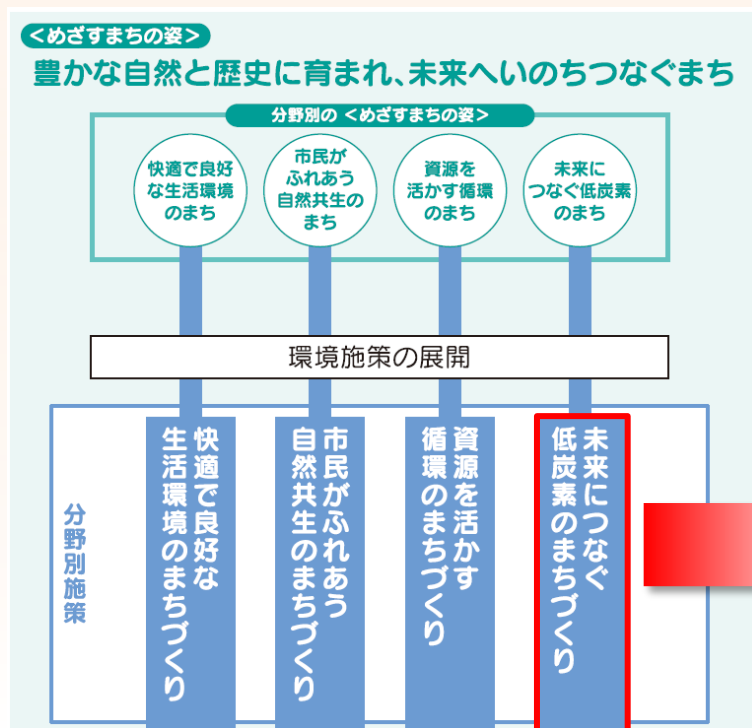 <めざすまちの姿>
豊かな自然と歴史に育まれ、未来へいのちつなぐまち
分野別の <めざすまちの姿>
快適で良好
な生活環境
のまち
市民が
ふれあう
自然共生の
まち
資源を
活かす循環
のまち
未来に
つなぐ低炭素
のまち
環境施策の展開
分野別施策
快適で良好な
生活環境のまちづくり
市民がふれあう
自然共生のまちづくり
資源を活かす
循環のまちづくり
未来につなぐ
低炭素のまちづくり